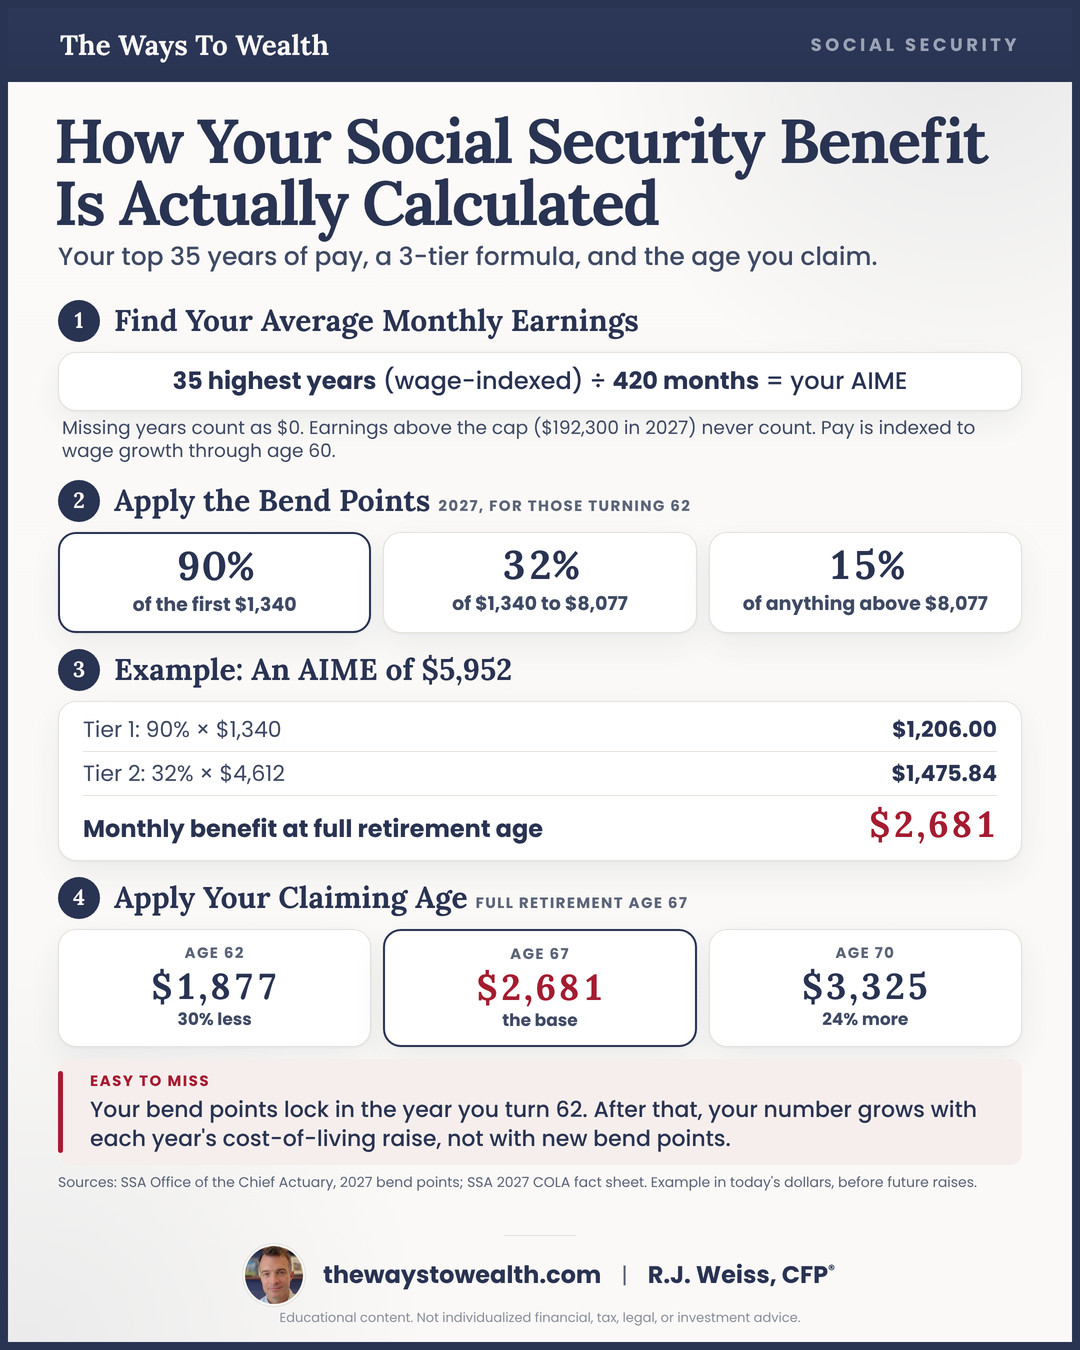 The Ways To Wealth
SOCIAL SECURITY
How Your Social Security Benefit
Is Actually Calculated
Your top 35 years of pay, a 3-tier formula, and the age you claim.
1 Find Your Average Monthly Earnings
35 highest years (wage-indexed) ÷ 420 months = your AIME
Missing years count as $0. Earnings above the cap ($192,300 in 2027) never count. Pay is indexed to
wage growth through age 60.
2 Apply the Bend Points 2027, FOR THOSE TURNING 62
90%
of the first $1,340
32%
of $1,340 to $8,077
15%
of anything above $8,077
3 Example: An AIME of $5,952
Tier 1: 90% × $1,340 $1,206.00
Tier 2: 32% × $4,612 $1,475.84
Monthly benefit at full retirement age $2,681
4 Apply Your Claiming Age FULL RETIREMENT AGE 67
AGE 62
$1,877
30% less
AGE 67
$2,681
the base
AGE 70
$3,325
24% more
EASY TO MISS
Your bend points lock in the year you turn 62. After that, your number grows with
each year's cost-of-living raise, not with new bend points.
Sources: SSA Office of the Chief Actuary, 2027 bend points; SSA 2027 COLA fact sheet. Example in today's dollars, before future raises.
thewaystowealth.com | R.J. Weiss, CFP®
Educational content. Not individualized financial, tax, legal, or investment advice.